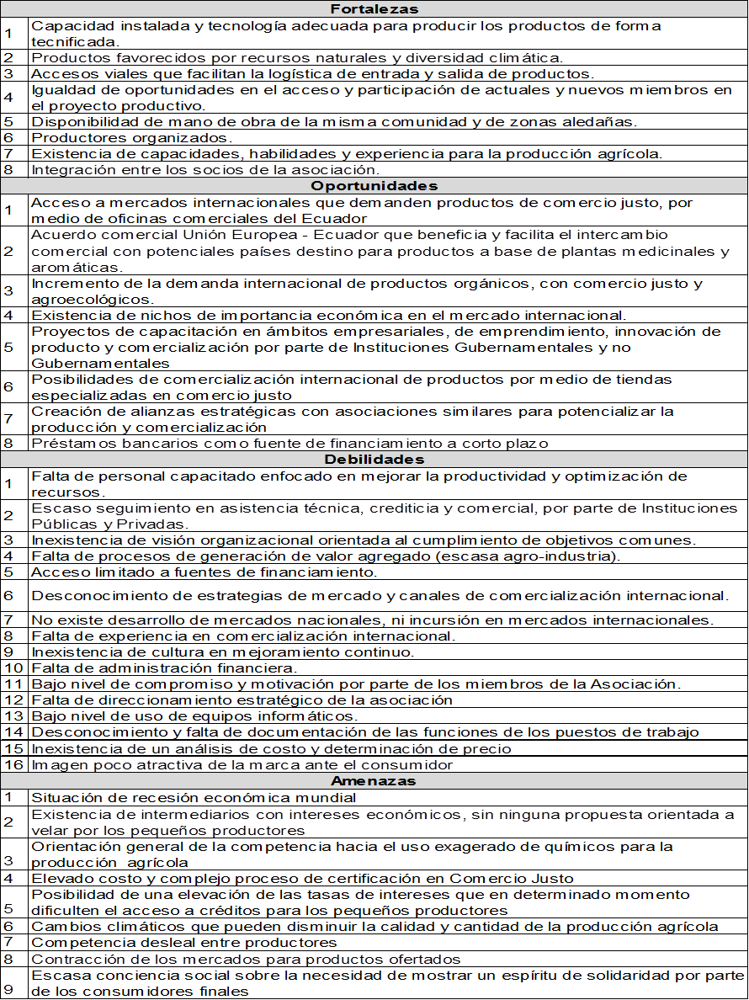 Fortalezas
1 Capacidad instalada y tecnología adecuada para producir los productos de forma
tecnificada.
2 Productos favorecidos por recursos naturales y diversidad climática.
3 Accesos viales que facilitan la logística de entrada y salida de productos.
4 Igualdad de oportunidades en el acceso y participación de actuales y nuevos miembros en
el proyecto productivo.
5 Disponibilidad de mano de obra de la misma comunidad y de zonas aledañas.
6 Productores organizados.
7 Existencia de capacidades, habilidades y experiencia para la producción agrícola.
8 Integración entre los socios de la asociación.
Oportunidades
1 Acceso a mercados internacionales que demanden productos de comercio justo, por
medio de oficinas comerciales del Ecuador
2 Acuerdo comercial Unión Europea - Ecuador que beneficia y facilita el intercambio
comercial con potenciales países destino para productos a base de plantas medicinales y
aromáticas.
3 Incremento de la demanda internacional de productos orgánicos, con comercio justo y
agroecológicos.
4 Existencia de nichos de importancia económica en el mercado internacional.
5 Proyectos de capacitación en ámbitos empresariales, de emprendimiento, innovación de
producto y comercialización por parte de Instituciones Gubernamentales y no
Gubernamentales
6 Posibilidades de comercialización internacional de productos por medio de tiendas
especializadas en comercio justo
7 Creación de alianzas estratégicas con asociaciones similares para potencializar la
producción y comercialización
8 Préstamos bancarios como fuente de financiamiento a corto plazo
Debilidades
1 Falta de personal capacitado enfocado en mejorar la productividad y optimización de
recursos.
2 Escaso seguimiento en asistencia técnica, crediticia y comercial, por parte de Instituciones
Públicas y Privadas.
3 Inexistencia de visión organizacional orientada al cumplimiento de objetivos comunes.
4 Falta de procesos de generación de valor agregado (escasa agro-industria).
5 Acceso limitado a fuentes de financiamiento.
6 Desconocimiento de estrategias de mercado y canales de comercialización internacional.
7 No existe desarrollo de mercados nacionales, ni incursión en mercados internacionales.
8 Falta de experiencia en comercialización internacional.
9 Inexistencia de cultura en mejoramiento continuo.
10 Falta de administración financiera.
11 Bajo nivel de compromiso y motivación por parte de los miembros de la Asociación.
12 Falta de direccionamiento estratégico de la asociación
13 Bajo nivel de uso de equipos informáticos.
14 Desconocimiento y falta de documentación de las funciones de los puestos de trabajo
15 Inexistencia de un análisis de costo y determinación de precio
16 Imagen poco atractiva de la marca ante el consumidor
Amenazas
1 Situación de recesión económica mundial
2 Existencia de intermediarios con intereses económicos, sin ninguna propuesta orientada a
velar por los pequeños productores
3 Orientación general de la competencia hacia el uso exagerado de químicos para la
producción agrícola
4 Elevado costo y complejo proceso de certificación en Comercio Justo
5 Posibilidad de una elevación de las tasas de intereses que en determinado momento
dificulten el acceso a créditos para los pequeños productores
6 Cambios climáticos que pueden disminuir la calidad y cantidad de la producción agrícola
7 Competencia desleal entre productores
8 Contracción de los mercados para productos ofertados
9 Escasa conciencia social sobre la necesidad de mostrar un espíritu de solidaridad por parte
de los consumidores finales